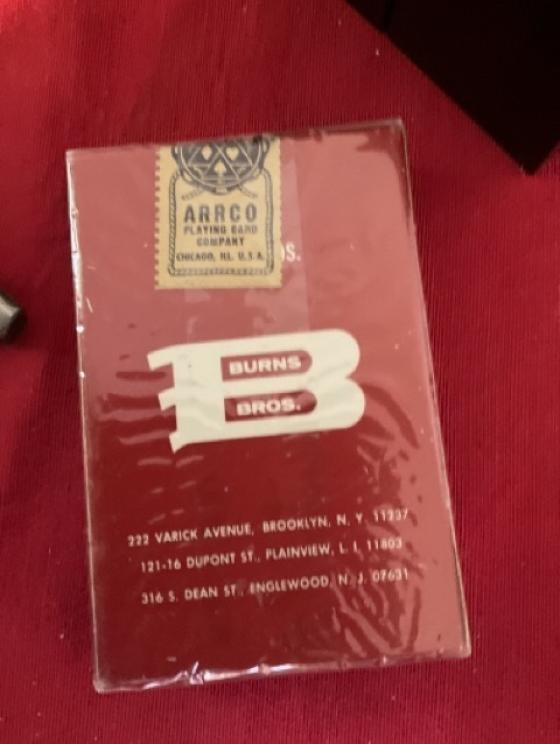 ARRCO
PLAYING CARD
COMPANY
CHICAGO, ILL. U.S.A.
OS.
BURNS
BROS.
222 VARICK AVENUE, BROOKLYN, N. Y. 11237
121-16 DUPONT ST., PLAINVIEW, L. I. 11803
316 S. DEAN ST., ENGLEWOOD, N. J. 07631